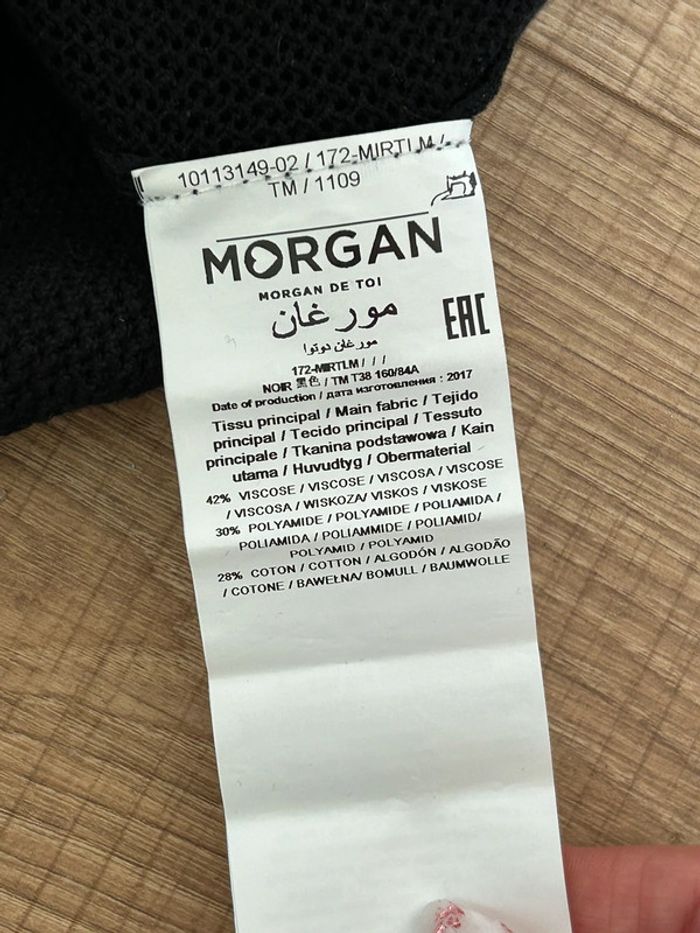 10113149-02 / 172-MIRTLM /
TM / 1109
MORGAN
MORGAN DE TOI
مورغان
EAC
مورغان دوتوا
172-MIRTLM / / /
NOIR 黑色 / TM T38 160/84A
Date of production / дата изготовления : 2017
Tissu principal / Main fabric / Tejido
principal / Tecido principal / Tessuto
principale / Tkanina podstawowa / Kain
utama / Huvudtyg / Obermaterial
42% VISCOSE / VISCOSE / VISCOSA / VISCOSE
/ VISCOSA / WISKOZA/ VISKOS / VISKOSE
30% POLYAMIDE / POLYAMIDE / POLIAMIDA /
POLIAMIDA / POLIAMMIDE / POLIAMID/
POLYAMID / POLYAMID
28% COTON / COTTON / ALGODÓN / ALGODÃO
/ COTONE / BAWEŁNA/ BOMULL / BAUMWOLLE